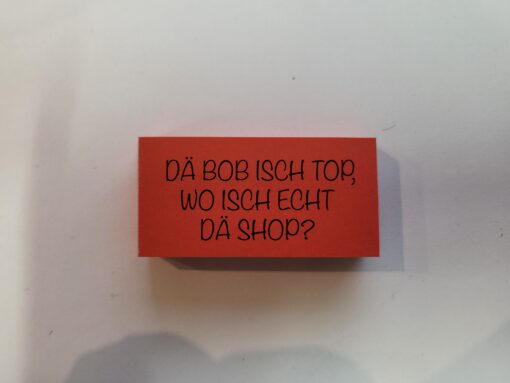 DÄ BOB ISCH TOP,
WO ISCH ECHT
DÄ SHOP?